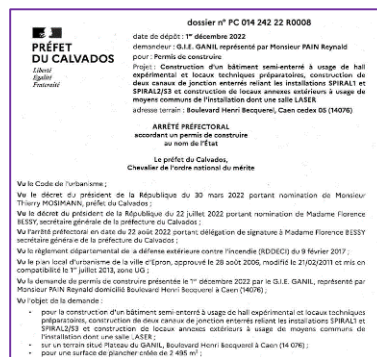 dossier n° PC 014 242 22 R0008
PRÉFET
DU CALVADOS
Liberté
Égalité
Fraternité
date de dépôt : 1er décembre 2022
demandeur : G.I.E. GANIL représenté par Monsieur PAIN Reynald
pour : Permis de construire
Projet : Construction d'un bâtiment semi-enterré à usage de hall
expérimental et locaux techniques préparatoires, construction de
deux canaux de jonction enterrés reliant les installations SPIRAL1 et
SPIRAL2/S3 et construction de locaux annexes extérieurs à usage de
moyens communs de l'installation dont une salle LASER
adresse terrain : Boulevard Henri Becquerel, Caen cedex 05 (14076)
ARRÊTÉ PRÉFECTORAL
accordant un permis de construire
au nom de l'État
Le préfet du Calvados,
Chevalier de l'ordre national du mérite
Vu le Code de l'urbanisme ;
Vu le décret du président de la République du 30 mars 2022 portant nomination de Monsieur
Thierry MOSIMANN, préfet du Calvados ;
Vu le décret du président de la République du 22 juillet 2022 portant nomination de Madame Florence
BESSY, secrétaire générale de la préfecture du Calvados ;
Vu l'arrêté préfectoral en date du 22 août 2022 portant délégation de signature à Madame Florence BESSY
secrétaire générale de la préfecture du Calvados ;
Vu le règlement départemental de la défense extérieure contre l'incendie (RDDECI) du 9 février 2017 ;
Vu le plan local d'urbanisme de la ville d'Epron, approuvé le 28 août 2006, modifié le 21/02/2011 et mis en
compatibilité le 1er juillet 2013, zone UG ;
Vu la demande de permis de construire présentée le 1er décembre 2022 par le G.I.E. GANIL, représenté par
Monsieur PAIN Reynald domicilié Boulevard Henri Becquerel à Caen (14076) ;
Vu l'objet de la demande :
• pour la construction d'un bâtiment semi-enterré à usage de hall expérimental et locaux techniques
préparatoires, construction de deux canaux de jonction enterrés reliant les installations SPIRAL1 et
SPIRAL2/S3 et construction de locaux annexes extérieurs à usage de moyens communs de
l'installation dont une salle LASER ;
• sur un terrain situé Plateau du GANIL, Boulevard Henri Becquerel à Caen (14 076) ;
• pour une surface de plancher créée de 2 495 m² ;